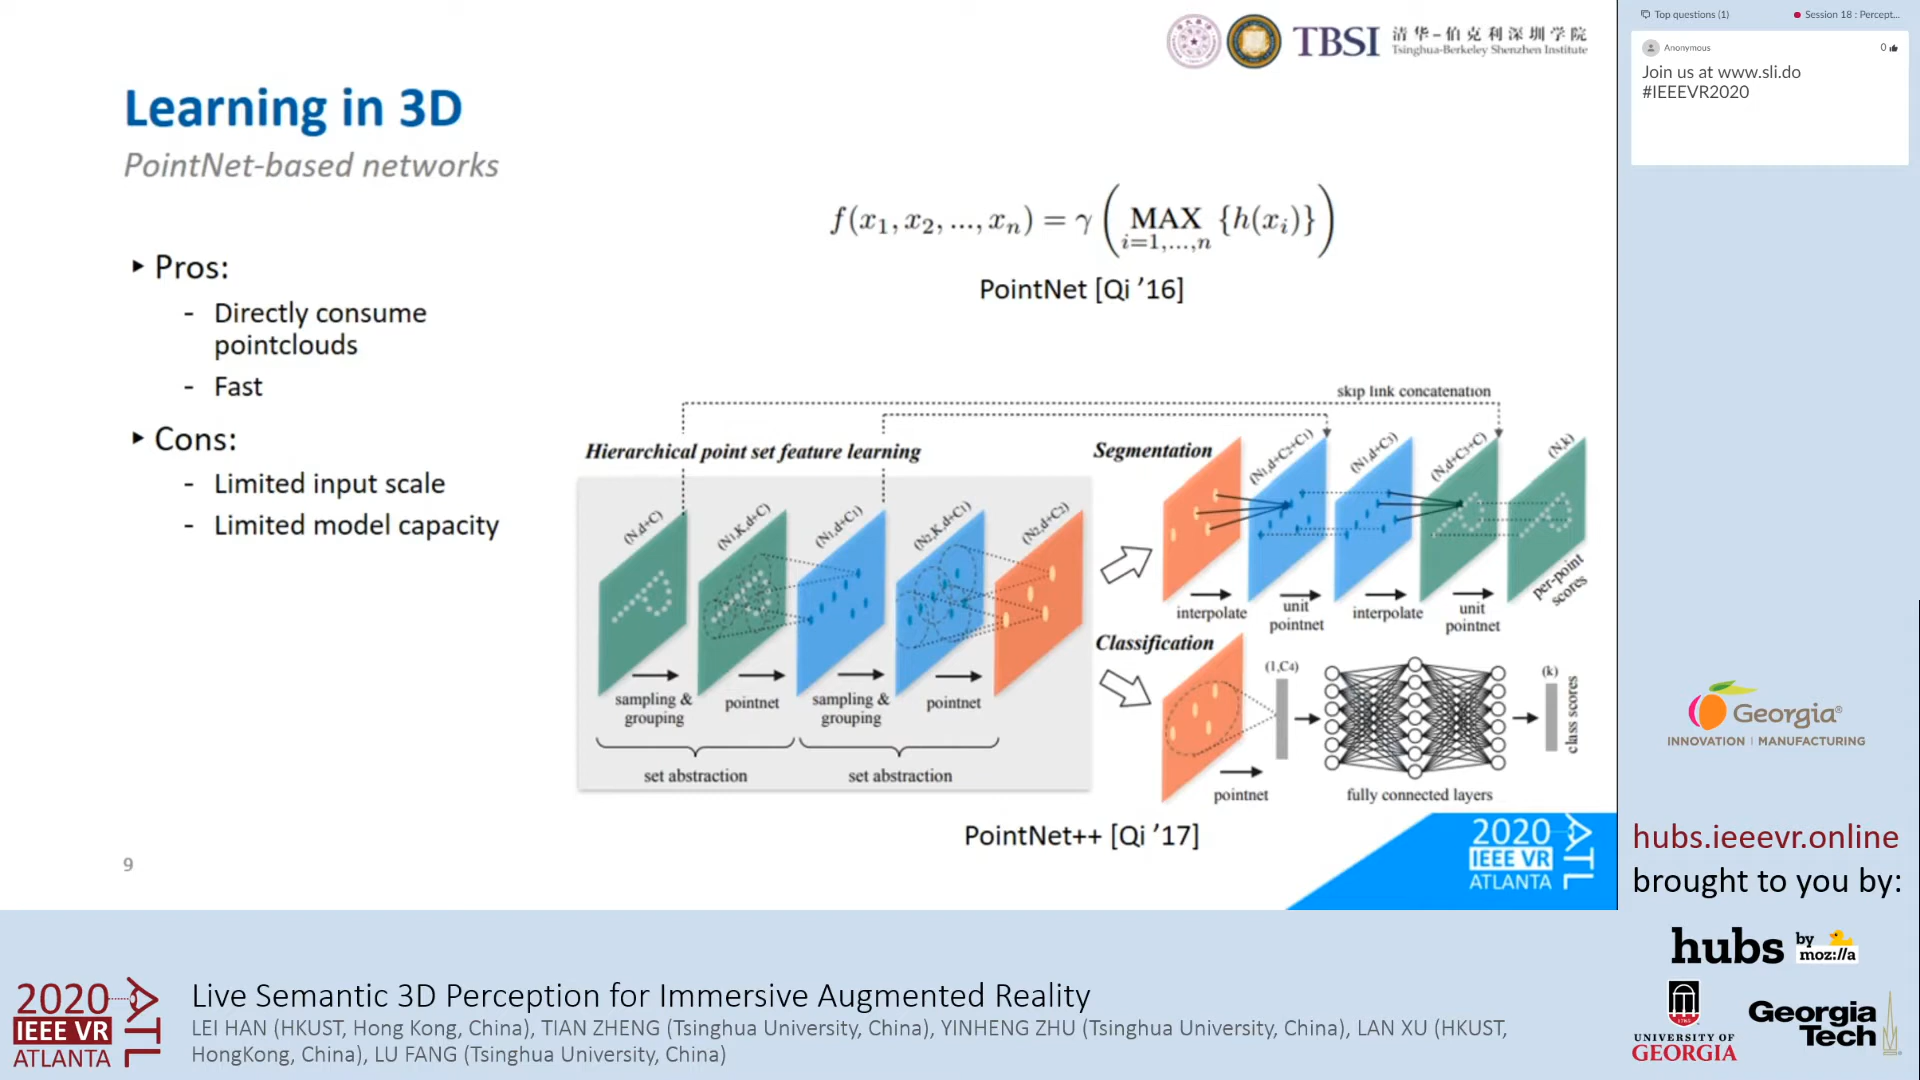 TBSI 清华-伯克利深圳学院
Tsinghua-Berkeley Shenzhen Institute
Learning in 3D
PointNet-based networks
f(x₁, x₂, ..., xₙ) = γ ( MAX {h(xᵢ)} )
i=1,...,n
PointNet [Qi ’16]
▸ Pros:
- Directly consume
pointclouds
- Fast
▸ Cons:
- Limited input scale
- Limited model capacity
skip link concatenation
Hierarchical point set feature learning
(N,d+C)
(N₁,K,d+C)
(N₁,d+C₁)
(N₂,K,d+C₁)
(N₂,d+C₂)
sampling &
grouping
pointnet
sampling &
grouping
pointnet
set abstraction
set abstraction
Segmentation
(N₁,d+C₂+C₁)
(N₁,d+C₃)
(N,d+C₃+C)
(N,k)
interpolate
unit
pointnet
interpolate
unit
pointnet
per-point
scores
Classification
(1,C₄)
(k)
class scores
pointnet
fully connected layers
PointNet++ [Qi ’17]
9
2020
IEEE VR
ATLANTA
ATL
Top questions (1)
Session 18 : Percept...
Anonymous
0
Join us at www.sli.do
#IEEEVR2020
Georgia®
INNOVATION | MANUFACTURING
hubs.ieeevr.online
brought to you by:
hubs by
moz://a
UNIVERSITY OF
GEORGIA
Georgia
Tech
2020
IEEE VR
ATLANTA
ATL
Live Semantic 3D Perception for Immersive Augmented Reality
LEI HAN (HKUST, Hong Kong, China), TIAN ZHENG (Tsinghua University, China), YINHENG ZHU (Tsinghua University, China), LAN XU (HKUST,
HongKong, China), LU FANG (Tsinghua University, China)